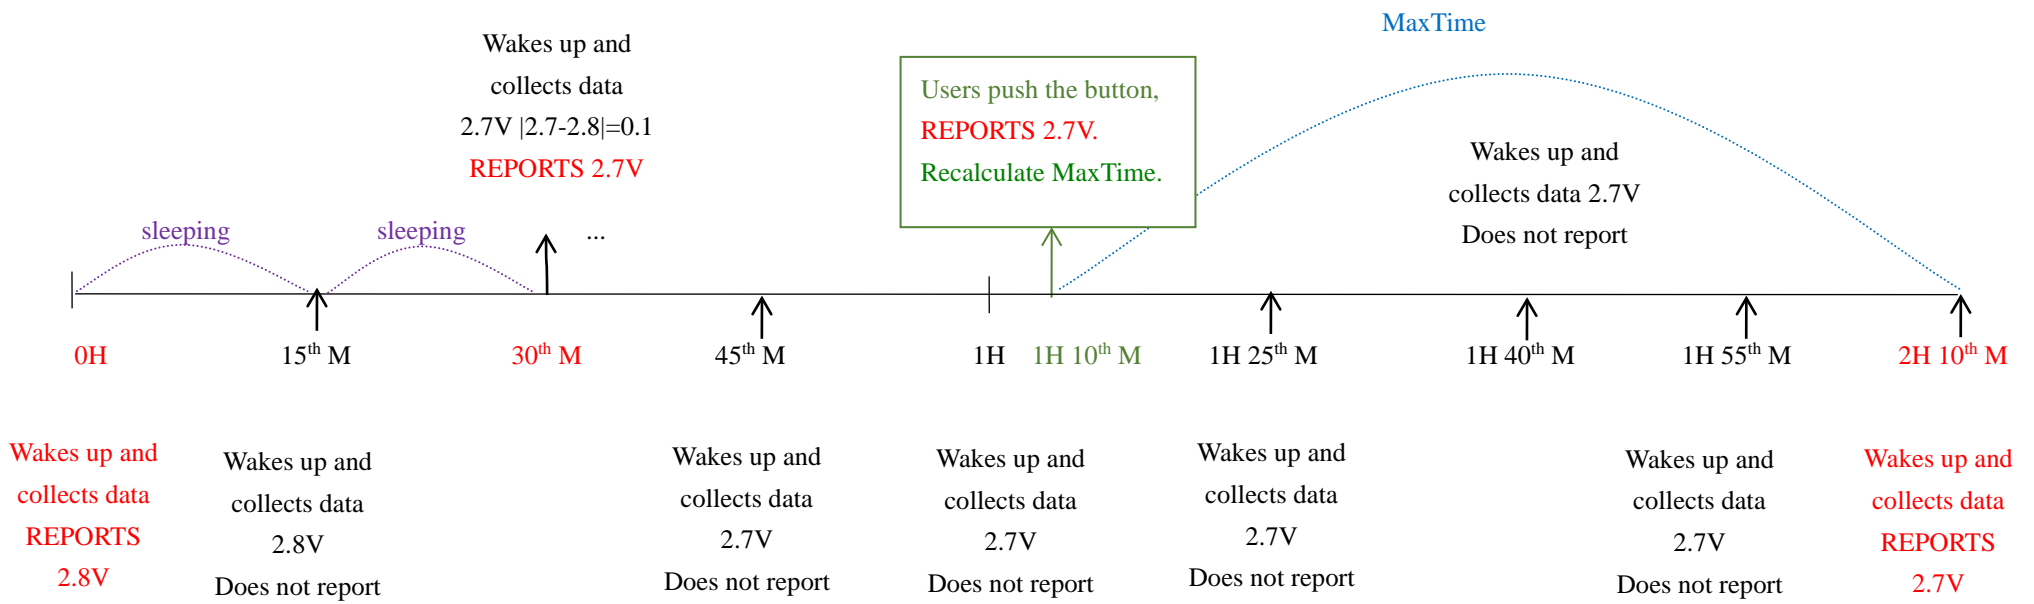 MaxTime
Wakes up and
collects data
2.7V |2.7-2.8|=0.1
REPORTS 2.7V
Users push the button,
REPORTS 2.7V.
Recalculate MaxTime.
Wakes up and
collects data 2.7V
Does not report
sleeping
sleeping
...
0H
15th M
30th M
45th M
1H
1H 10th M
1H 25th M
1H 40th M
1H 55th M
2H 10th M
Wakes up and
collects data
REPORTS
2.8V
Wakes up and
collects data
2.8V
Does not report
Wakes up and
collects data
2.7V
Does not report
Wakes up and
collects data
2.7V
Does not report
Wakes up and
collects data
2.7V
Does not report
Wakes up and
collects data
2.7V
Does not report
Wakes up and
collects data
REPORTS
2.7V